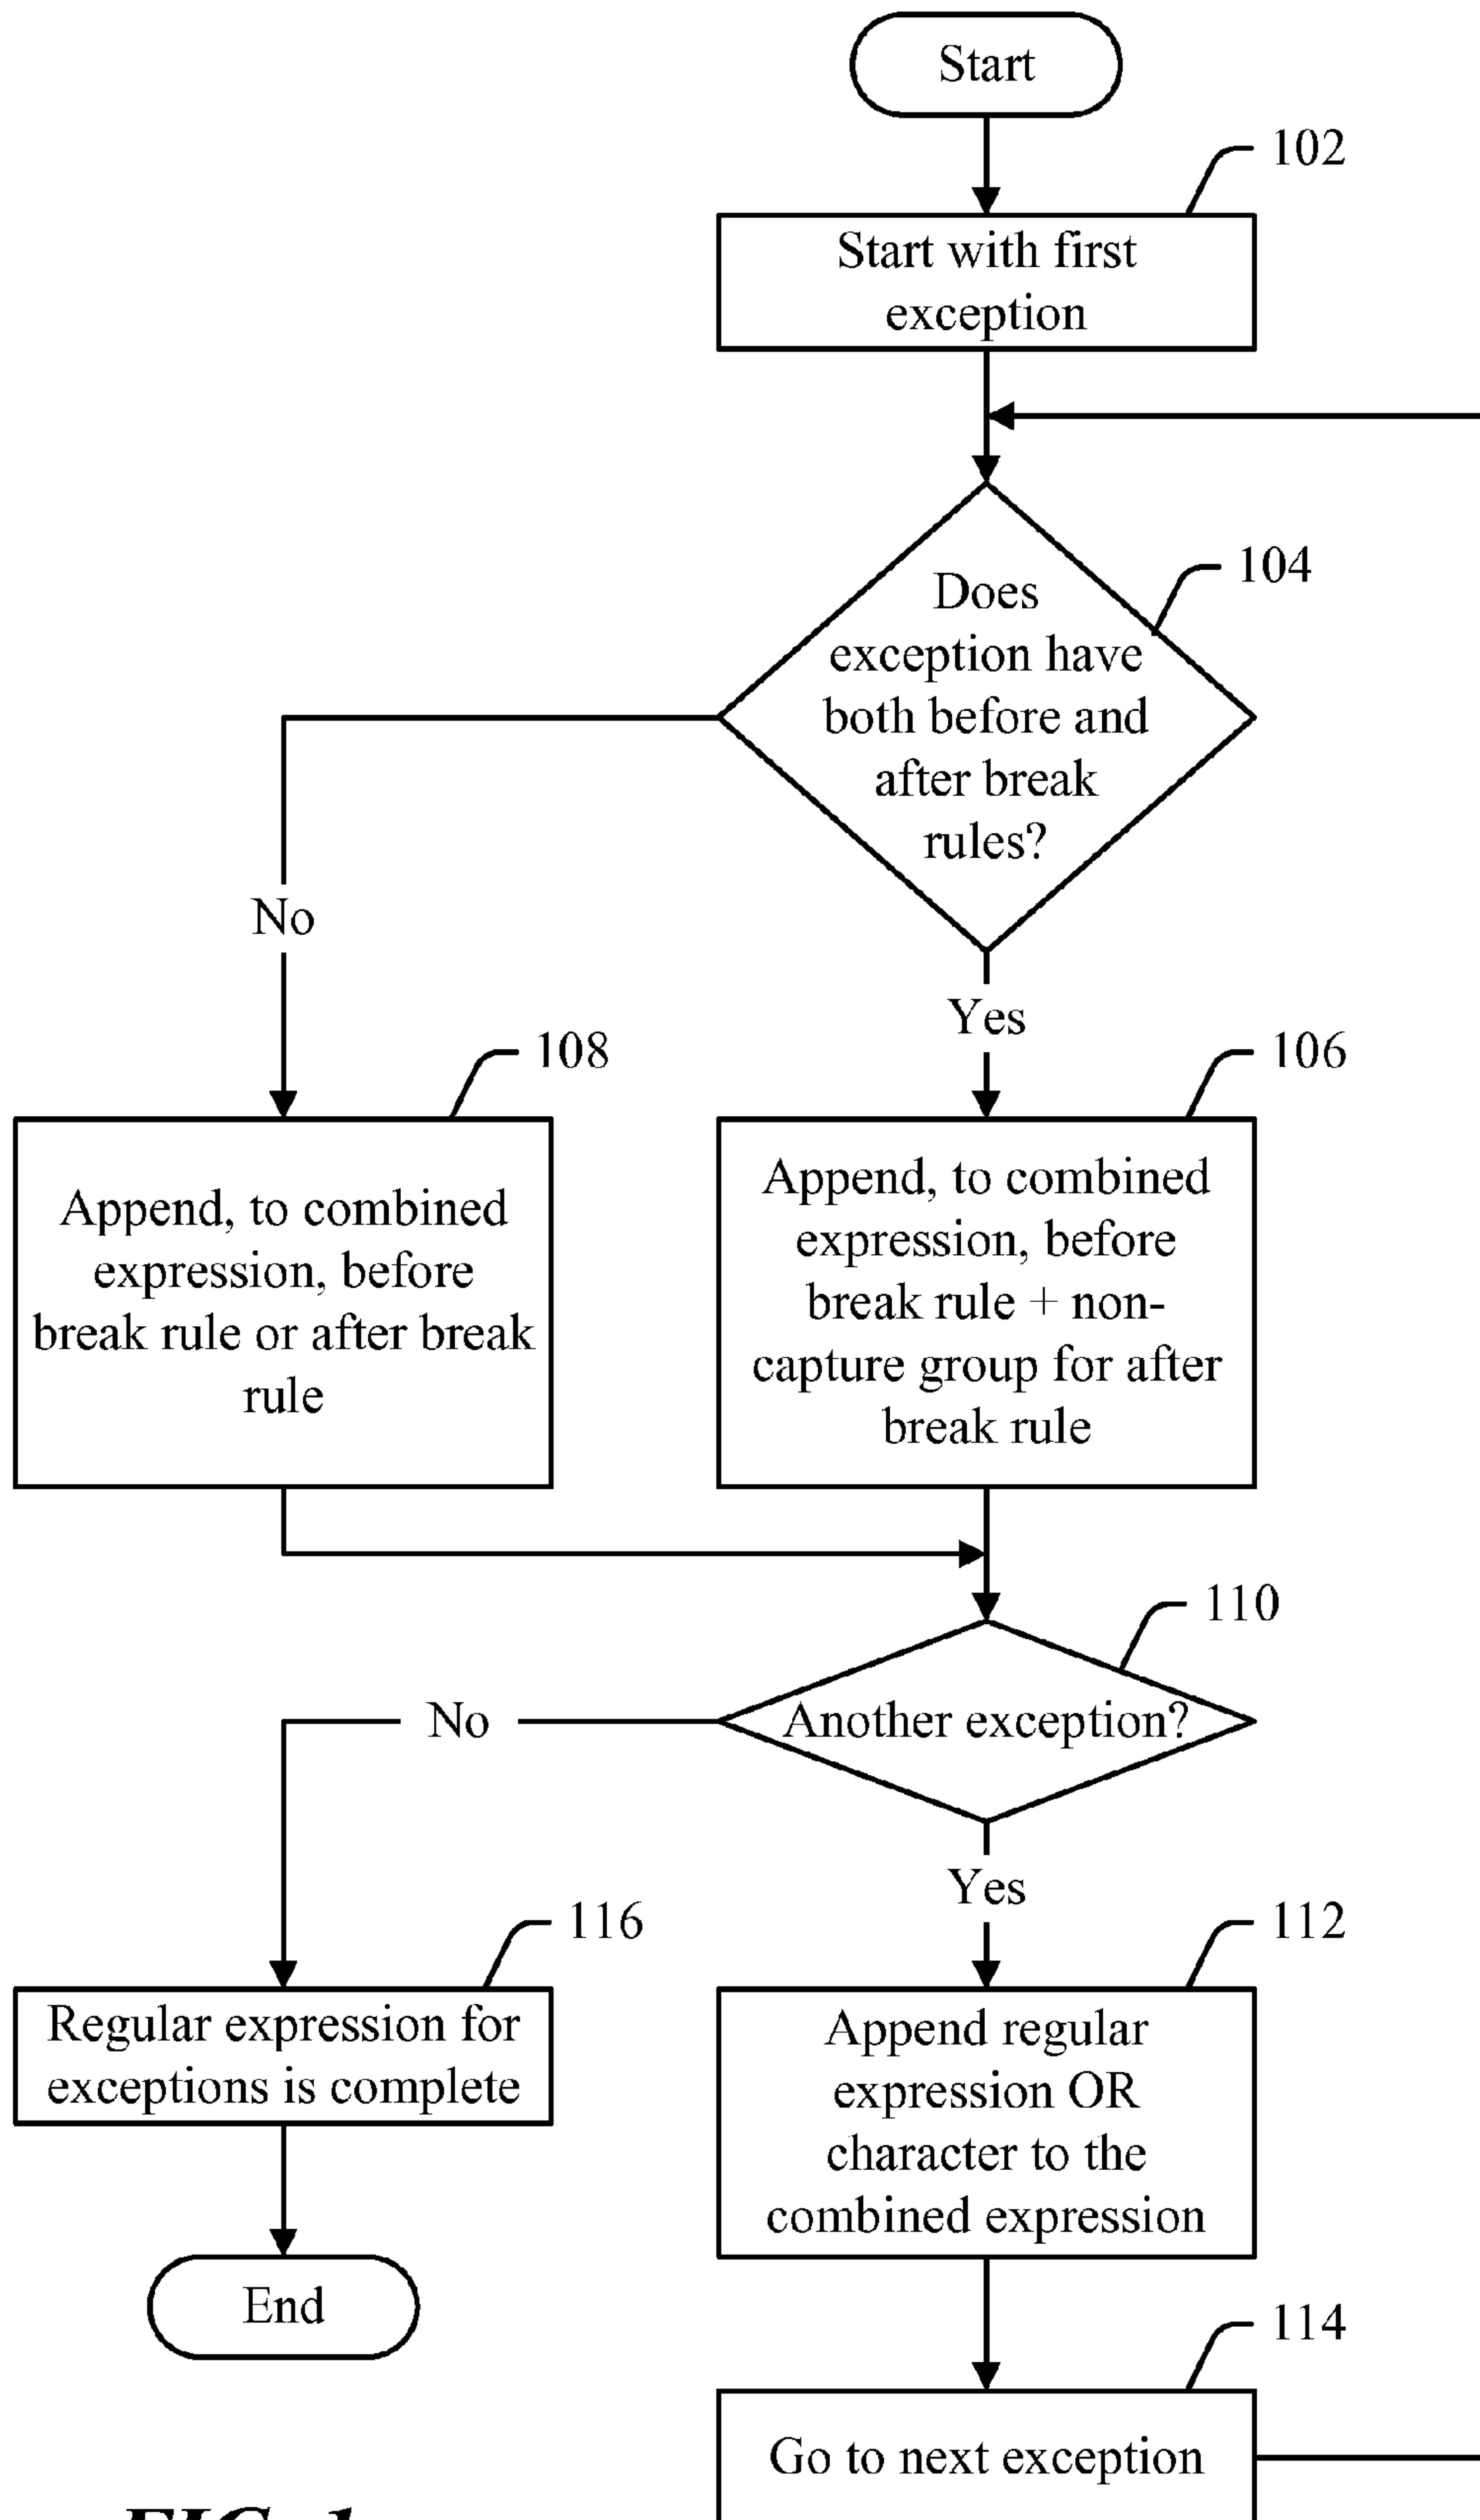 Start
102
Start with first
exception
104
Does
exception have
both before and
after break
rules?
No
Yes
108
106
Append, to combined
expression, before
break rule or after break
rule
Append, to combined
expression, before
break rule + non-
capture group for after
break rule
110
Another exception?
No
Yes
116
112
Regular expression for
exceptions is complete
Append regular
expression OR
character to the
combined expression
End
114
Go to next exception